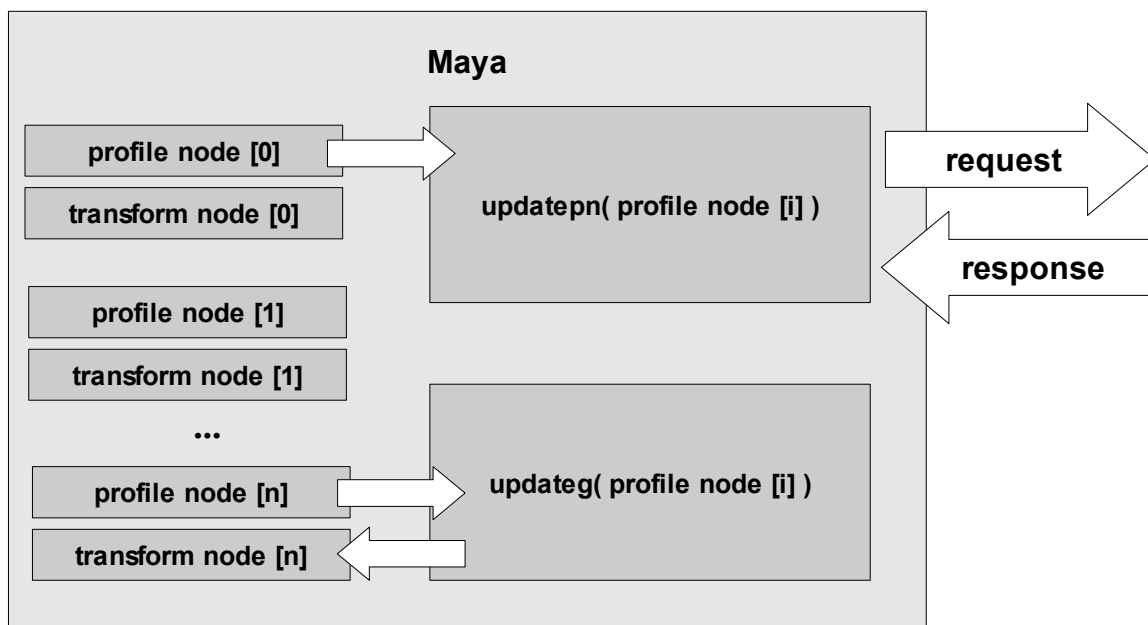 Maya
profile node [0]
transform node [0]
updatepn( profile node [i] )
request
response
profile node [1]
transform node [1]
...
profile node [n]
transform node [n]
updateg( profile node [i] )